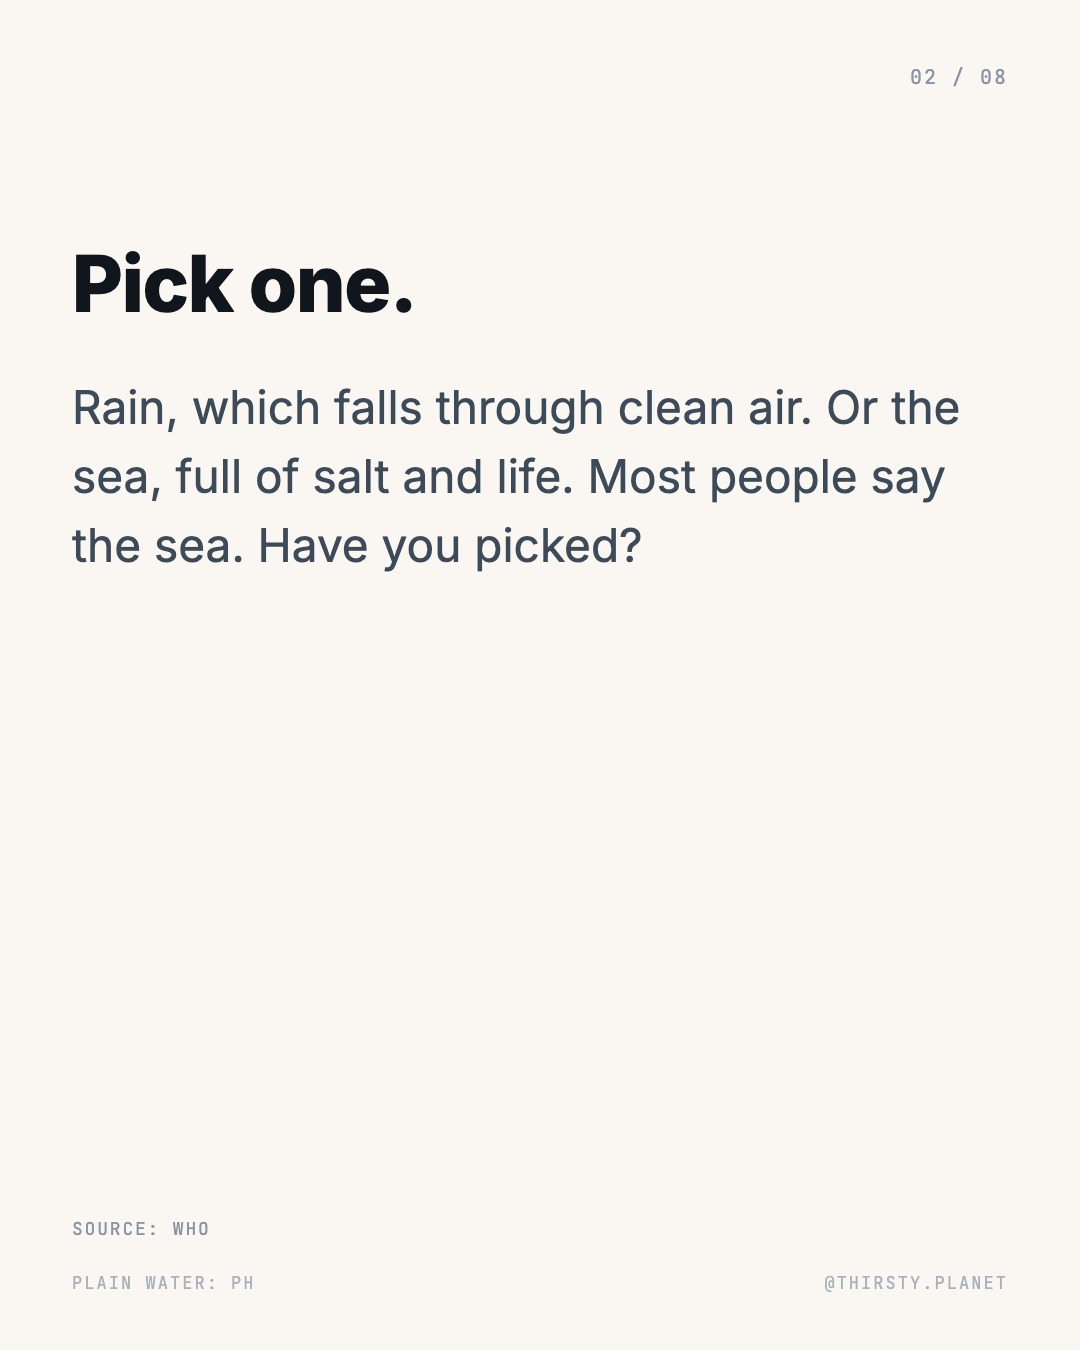 02 / 08
Pick one.
Rain, which falls through clean air. Or the
sea, full of salt and life. Most people say
the sea. Have you picked?
SOURCE: WHO
PLAIN WATER: PH
@THIRSTY.PLANET